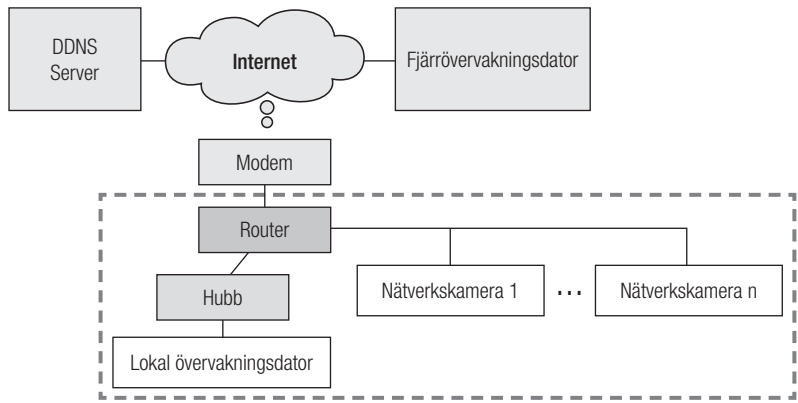 DDNS
Server
Internet
Fjärrövervakningsdator
Modem
Router
Nätverkskamera 1
...
Nätverkskamera n
Hubb
Lokal övervakningsdator